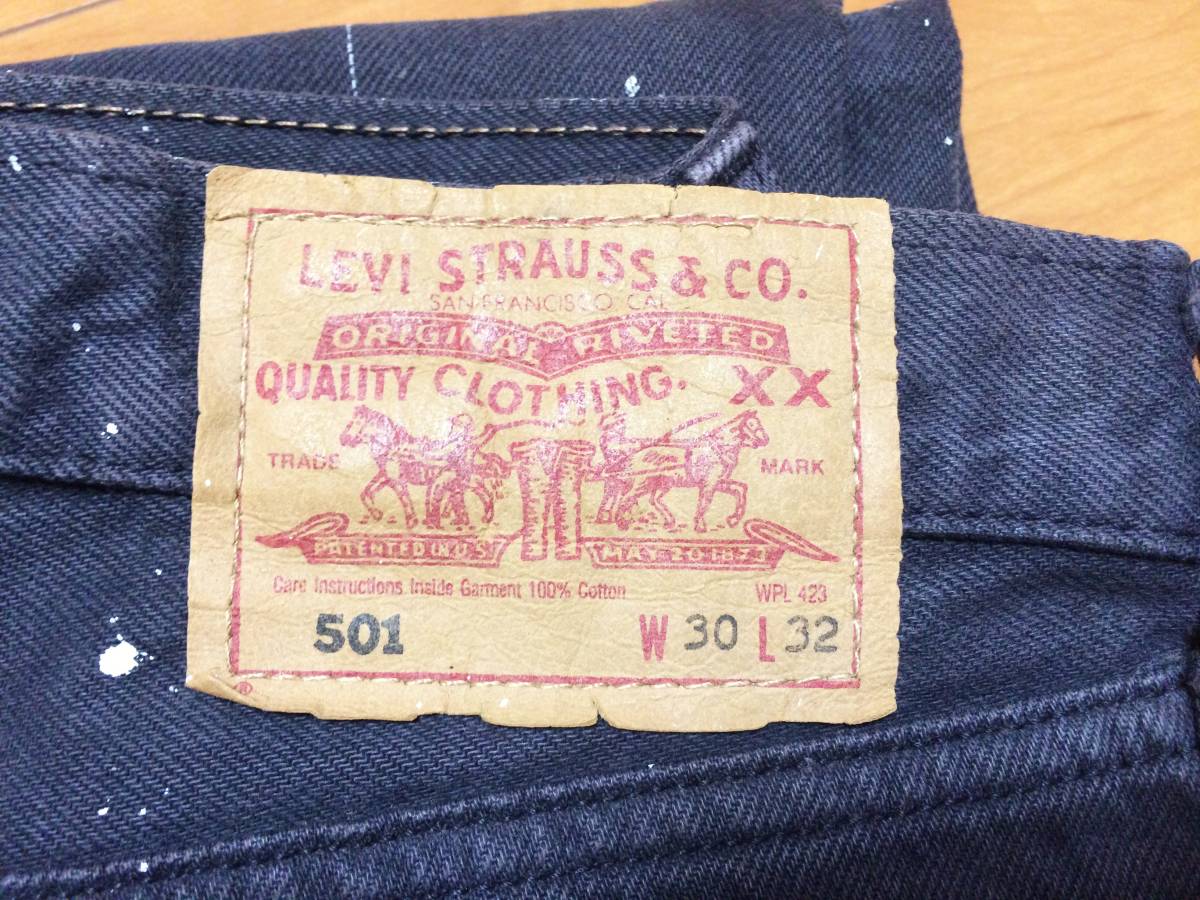 LEVI STRAUSS & CO.
SAN FRANCISCO CAL.
ORIGINAL RIVETED
QUALITY CLOTHING. XX
TRADE MARK
PATENTED IN U.S. MAY 20 1873
Care Instructions Inside Garment 100% Cotton WPL 423
501 W 30 L 32
®